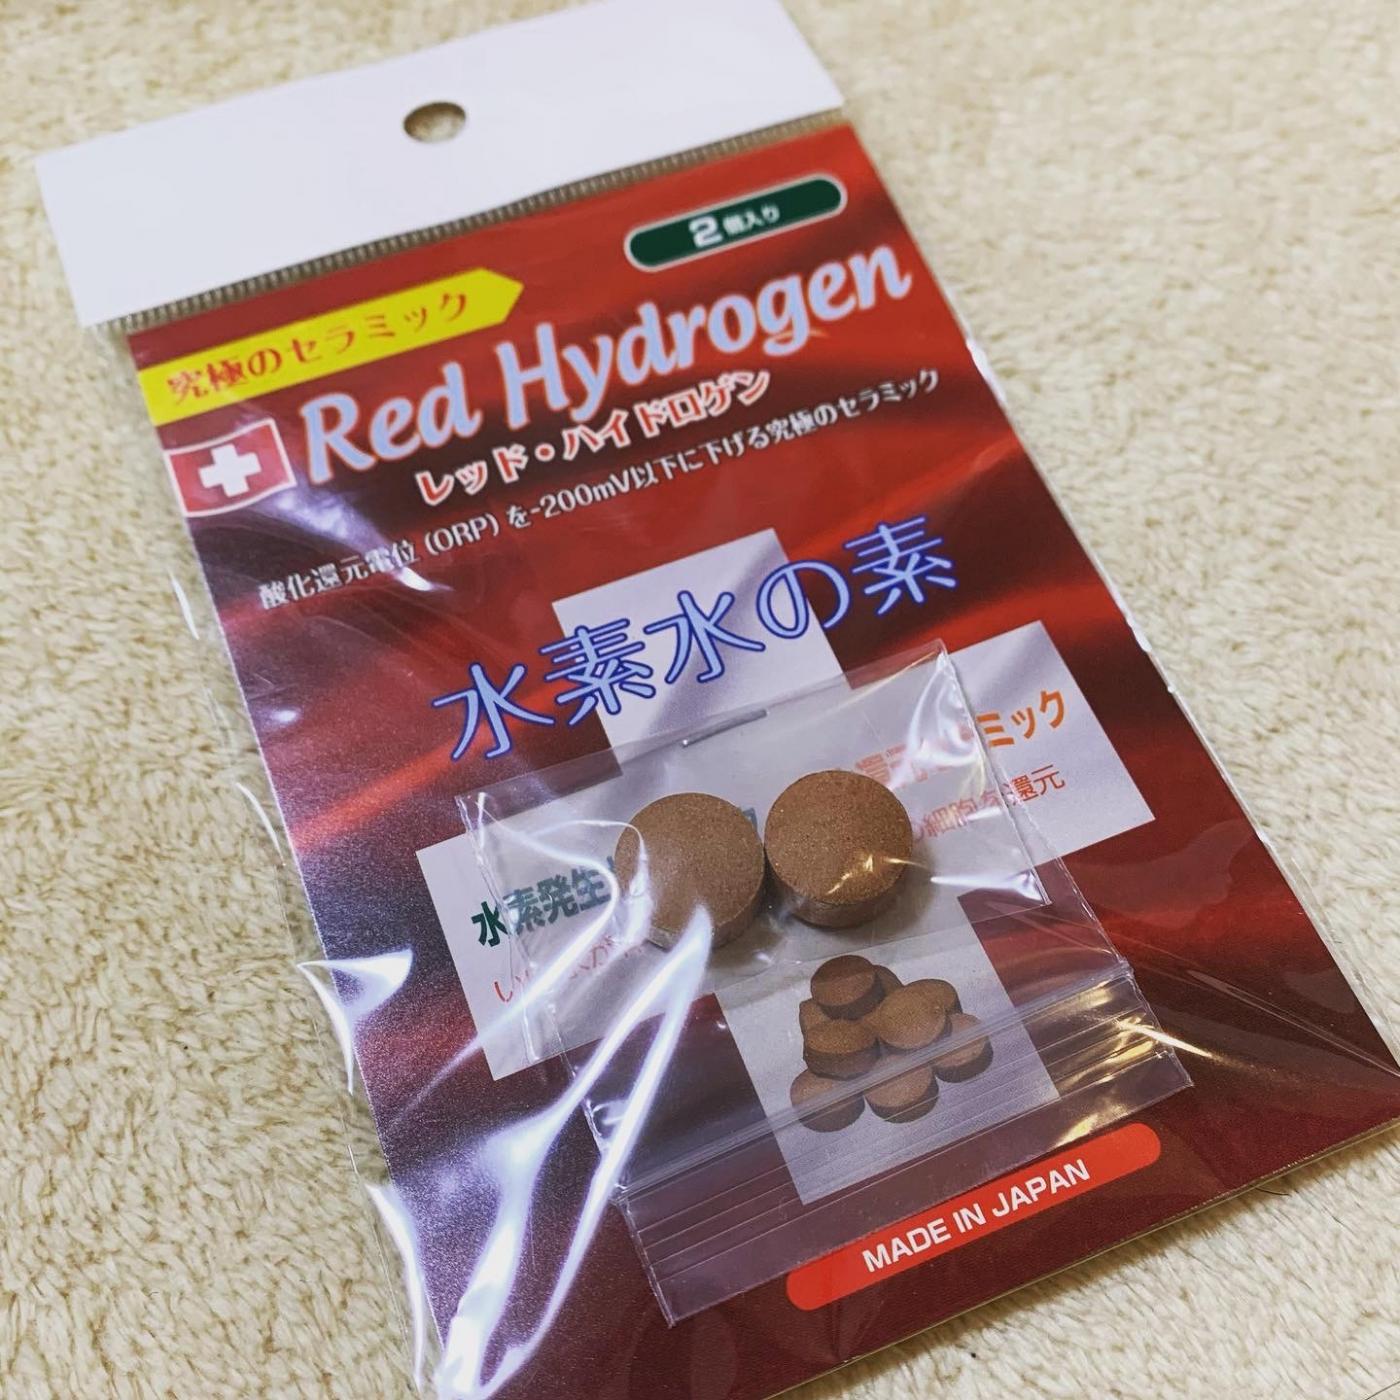 2個入り
究極のセラミック
Red Hydrogen
レッド・ハイドロゲン
酸化還元電位 (ORP) を-200mV以下に下げる究極のセラミック
水素水の素
ミック
細胞を還元
水素発生
MADE IN JAPAN